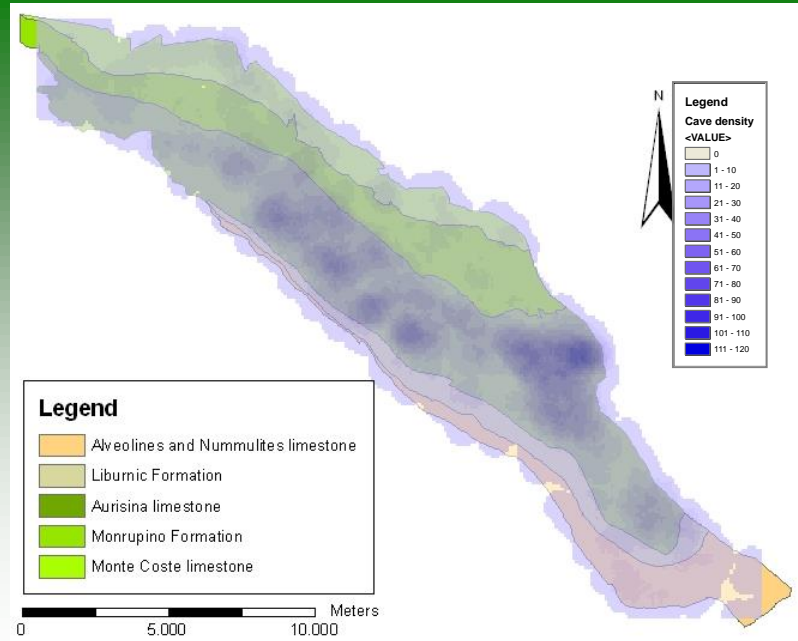 N
Legend
Cave density
<VALUE>
0
1 - 10
11 - 20
21 - 30
31 - 40
41 - 50
51 - 60
61 - 70
71 - 80
81 - 90
91 - 100
101 - 110
111 - 120
Legend
Alveolines and Nummulites limestone
Liburnic Formation
Aurisina limestone
Monrupino Formation
Monte Coste limestone
Meters
0 5.000 10.000